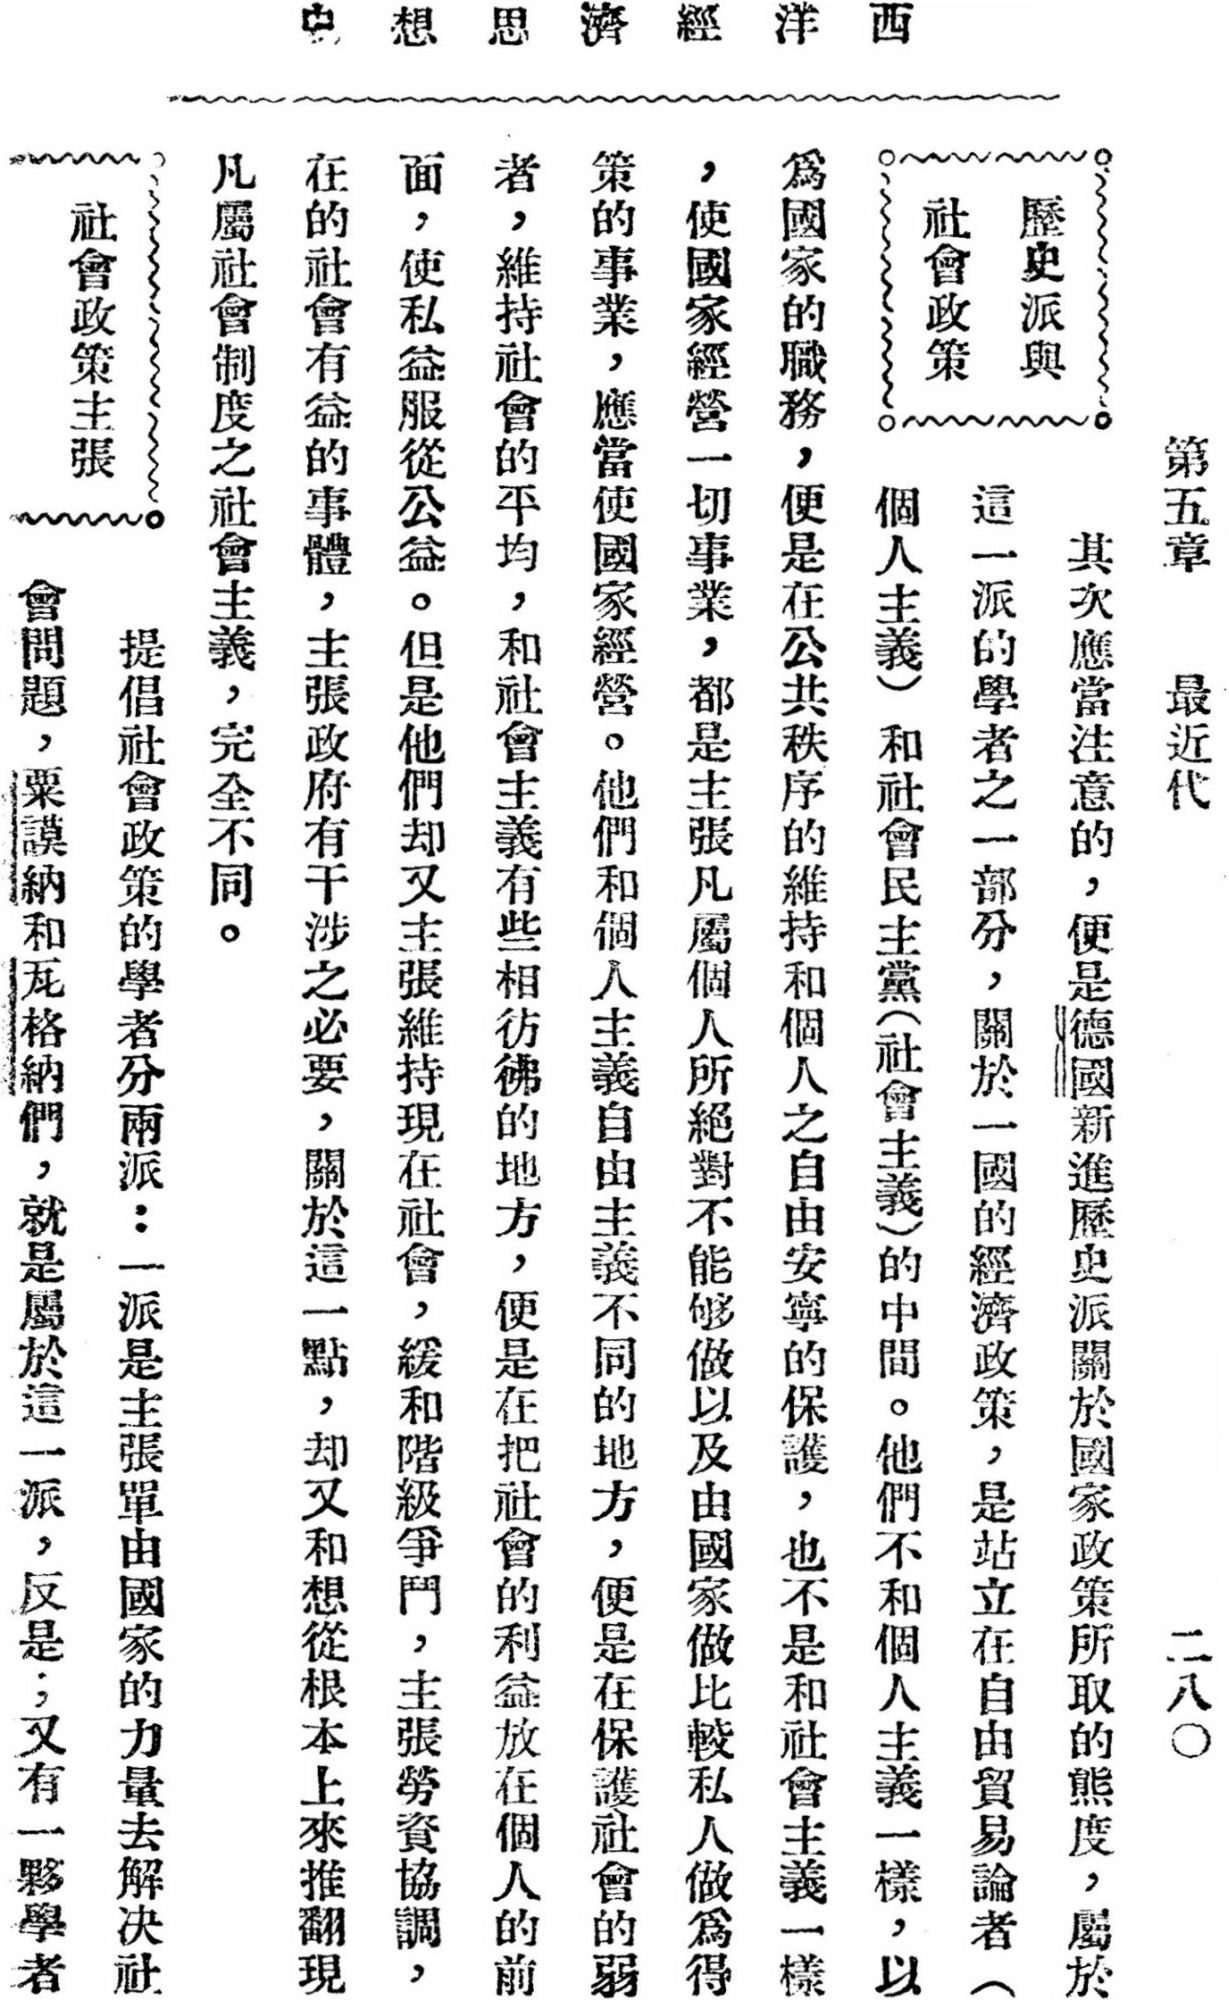 西洋經濟思想史
第五章　最近代　二八〇
歷史派與
社會政策
其次應當注意的，便是德國新進歷史派關於國家政策所取的態度，屬於
這一派的學者之一部分，關於一國的經濟政策，是站立在自由貿易論者（
個人主義）和社會民主黨（社會主義）的中間。他們不和個人主義一樣，以
爲國家的職務，便是在公共秩序的維持和個人之自由安寧的保護，也不是和社會主義一樣
，使國家經營一切事業，都是主張凡屬個人所絕對不能够做以及由國家做比較私人做爲得
策的事業，應當使國家經營。他們和個人主義自由主義不同的地方，便是在保護社會的弱
者，維持社會的平均，和社會主義有些相彷彿的地方，便是在把社會的利益放在個人的前
面，使私益服從公益。但是他們却又主張維持現在社會，緩和階級爭鬥，主張勞資協調，
在的社會有益的事體，主張政府有干涉之必要，關於這一點，却又和想從根本上來推翻現
凡屬社會制度之社會主義，完全不同。
社會政策主張
提倡社會政策的學者分兩派：一派是主張單由國家的力量去解決社
會問題，粟謨納和瓦格納們，就是屬於這一派，反是；又有一夥學者